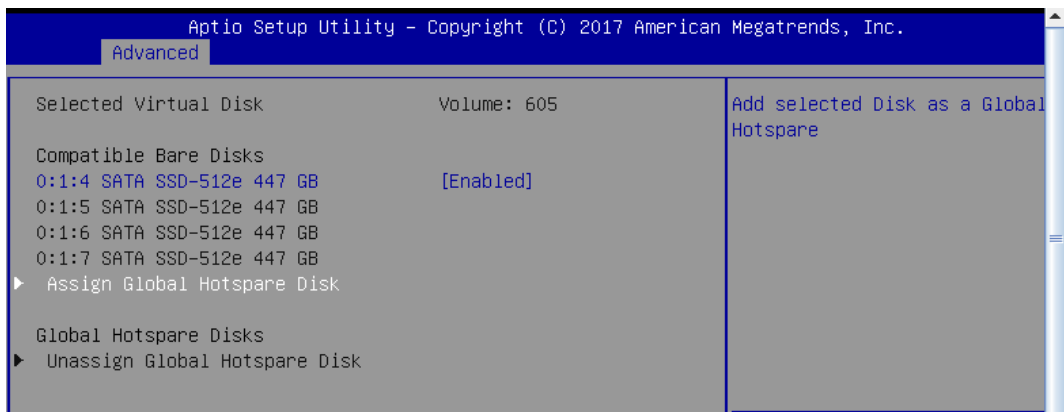 Aptio Setup Utility – Copyright (C) 2017 American Megatrends, Inc.
Advanced
Selected Virtual Disk Volume: 605
Compatible Bare Disks
0:1:4 SATA SSD-512e 447 GB [Enabled]
0:1:5 SATA SSD-512e 447 GB
0:1:6 SATA SSD-512e 447 GB
0:1:7 SATA SSD-512e 447 GB
Assign Global Hotspare Disk
Global Hotspare Disks
Unassign Global Hotspare Disk
Add selected Disk as a Global
Hotspare